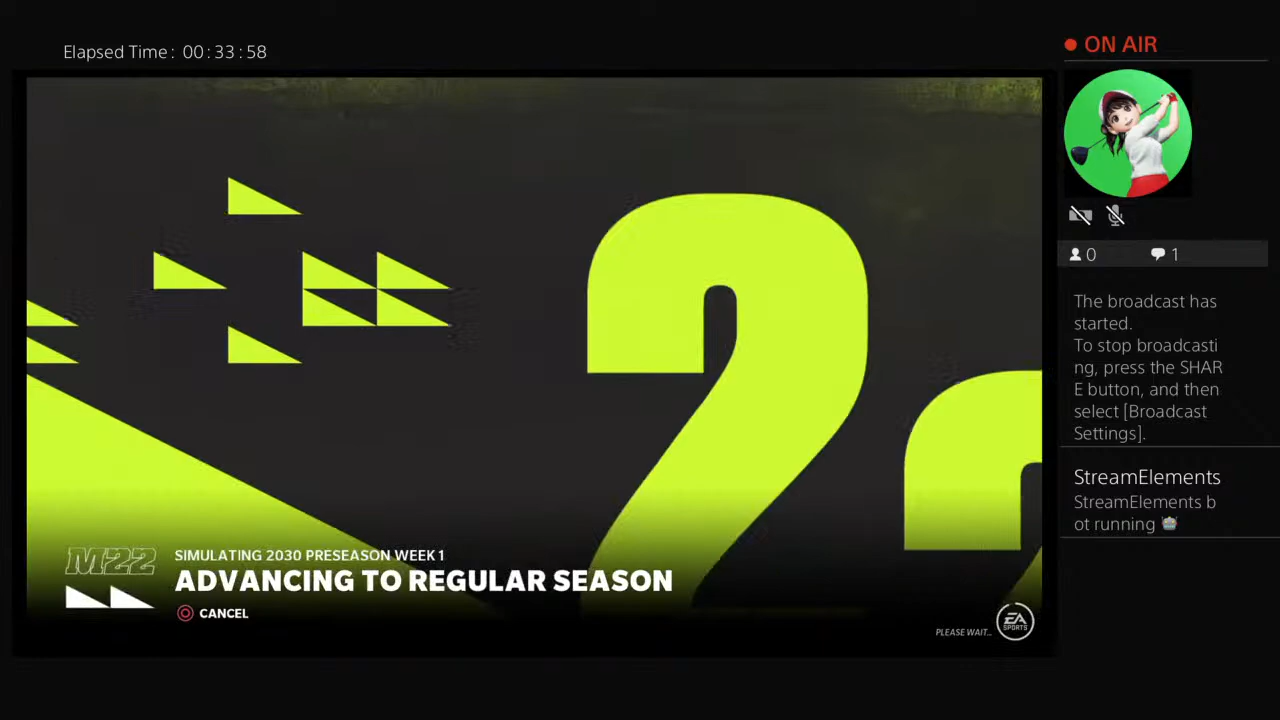 Elapsed Time: 00:33:58
ON AIR
0
1
The broadcast has
started.
To stop broadcasti
ng, press the SHAR
E button, and then
select [Broadcast
Settings].
StreamElements
StreamElements b
ot running 🤖
22
M22
SIMULATING 2030 PRESEASON WEEK 1
ADVANCING TO REGULAR SEASON
CANCEL
PLEASE WAIT...
EA
SPORTS